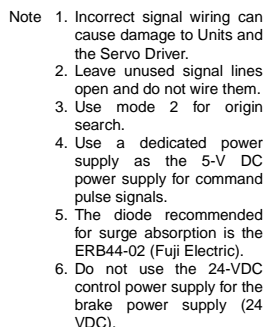 Note 1. Incorrect signal wiring can
cause damage to Units and
the Servo Driver.
2. Leave unused signal lines
open and do not wire them.
3. Use mode 2 for origin
search.
4. Use a dedicated power
supply as the 5-V DC
power supply for command
pulse signals.
5. The diode recommended
for surge absorption is the
ERB44-02 (Fuji Electric).
6. Do not use the 24-VDC
control power supply for the
brake power supply (24
VDC).